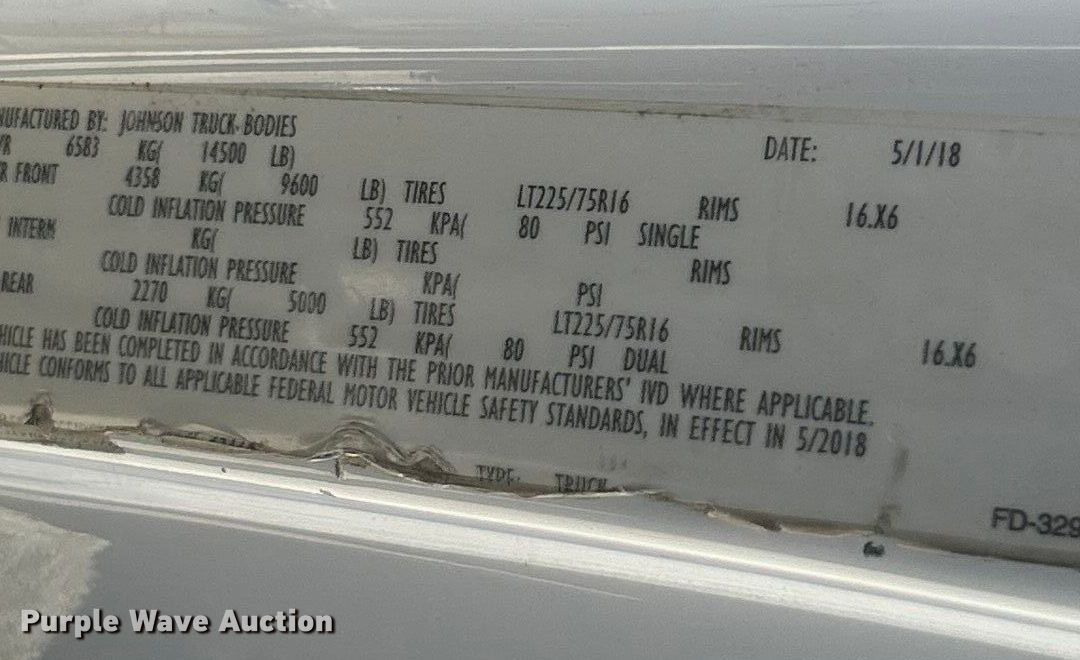 NUFACTURED BY: JOHNSON TRUCK BODIES DATE: 5/1/18
VR 6583 KG( 14500 LB)
R FRONT 4358 KG( 9600 LB) TIRES LT225/75R16 RIMS 16.X6
COLD INFLATION PRESSURE 552 KPA( 80 PSI SINGLE
INTERM KG( LB) TIRES RIMS
COLD INFLATION PRESSURE KPA( PSI
REAR 2270 KG( 5000 LB) TIRES LT225/75R16 RIMS 16.X6
COLD INFLATION PRESSURE 552 KPA( 80 PSI DUAL
HICLE HAS BEEN COMPLETED IN ACCORDANCE WITH THE PRIOR MANUFACTURERS' IVD WHERE APPLICABLE.
HICLE CONFORMS TO ALL APPLICABLE FEDERAL MOTOR VEHICLE SAFETY STANDARDS, IN EFFECT IN 5/2018
TYPE: TRUCK
FD-329
Purple Wave Auction